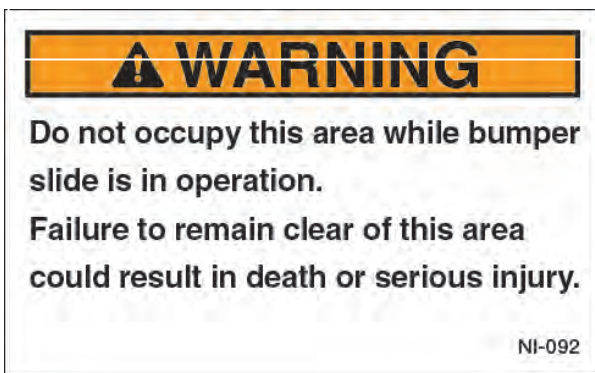 WARNING
Do not occupy this area while bumper
slide is in operation.
Failure to remain clear of this area
could result in death or serious injury.
NI-092